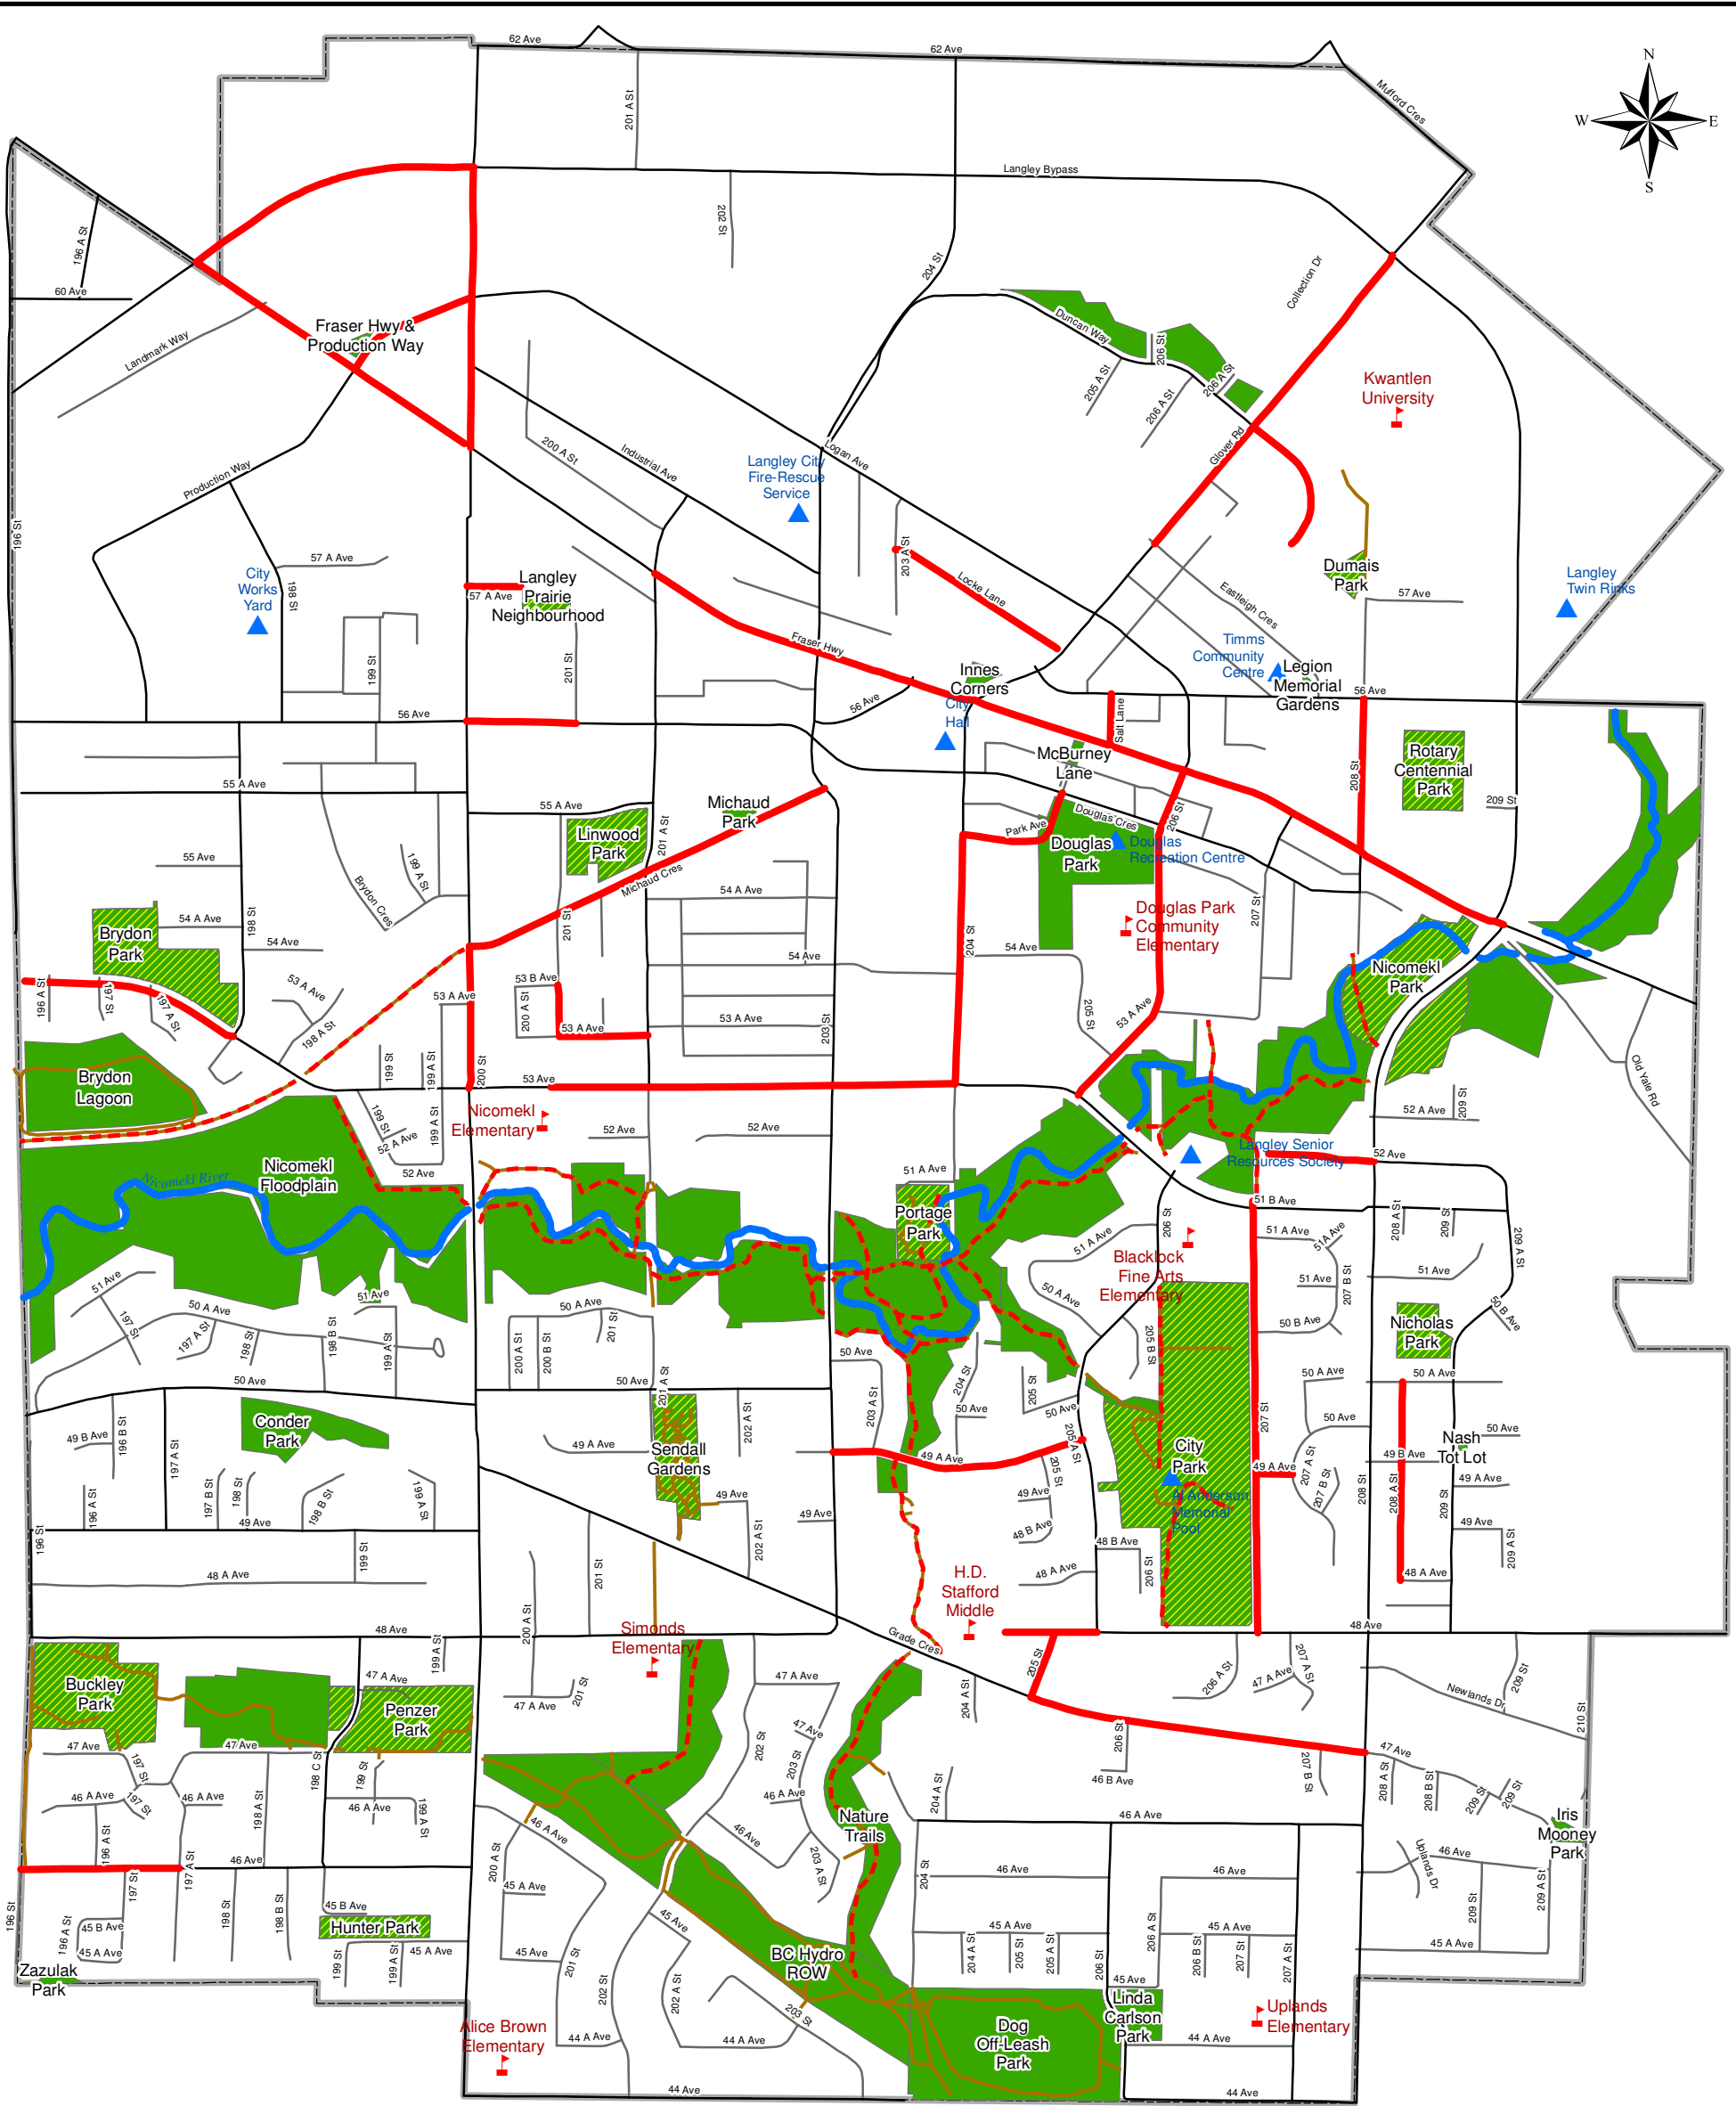 62 Ave
62 Ave
N
W
E
S
Mufford Cres
201 A St
Langley Bypass
202 St
196 A St
204 St
Collection Dr
60 Ave
Landmark Way
Fraser Hwy &
Production Way
Duncan Way
206 St
205 A St
206 A St
206 A St
Kwantlen
University
Glover Rd
200 A St
Industrial Ave
Logan Ave
Langley City
Fire-Rescue
Service
Production Way
196 St
203 A St
Locke Lane
57 A Ave
City
Works
Yard
198 St
Langley
Prairie
Neighbourhood
57 A Ave
Dumais
Park
57 Ave
Langley
Twin Rinks
Eastleigh Cres
Fraser Hwy
199 St
201 St
Timms
Community
Centre
Legion
Memorial
Gardens
Innes
Corners
City
Hall
56 Ave
56 Ave
56 Ave
Salt Lane
McBurney
Lane
208 St
Rotary
Centennial
Park
209 St
55 A Ave
55 A Ave
Michaud
Park
Linwood
Park
201 A St
Michaud Cres
Park Ave
Douglas Cres
206 St
Douglas
Park
Douglas
Recreation Centre
55 Ave
199 A St
Brydon Cres
54 A Ave
54 A Ave
207 St
Brydon
Park
198 St
54 Ave
201 St
204 St
54 Ave
54 Ave
Douglas Park
Community
Elementary
Nicomekl
Park
196 A St
197 St
197 A St
53 A Ave
53 B Ave
53 A Ave
200 A St
53 A Ave
53 A Ave
203 St
205 St
53 A Ave
198 A St
199 St
199 A St
200 St
53 Ave
Old Yale Rd
Brydon
Lagoon
Nicomekl
Elementary
199 St
199 A St
52 A Ave
52 Ave
52 Ave
52 Ave
52 A Ave
209 St
Langley Senior
Resources Society
52 Ave
Nicomekl
Floodplain
Nicomekl River
51 A Ave
Portage
Park
51 B Ave
206 St
51 A Ave
51 A Ave
51 A Ave
208 A St
209 St
209 A St
Blacklock
Fine Arts
Elementary
51 Ave
197 St
50 A Ave
197 A St
198 St
198 B St
51 Ave
199 A St
50 A Ave
200 A St
200 B St
201 St
50 A Ave
51 Ave
207 B St
51 Ave
50 B Ave
50 B Ave
Nicholas
Park
205 B St
50 Ave
50 Ave
201 A St
50 Ave
203 A St
204 St
50 Ave
205 St
50 Ave
205 A St
50 A Ave
50 A Ave
Conder
Park
49 B Ave
196 B St
197 A St
49 A Ave
Sendall
Gardens
202 A St
49 A Ave
205 St
City
Park
207 St
49 A Ave
50 Ave
207 A St
207 B St
208 St
49 B Ave
208 A St
Nash
Tot Lot
50 Ave
49 A Ave
209 St
196 St
196 A St
197 B St
198 St
198 B St
199 A St
49 Ave
49 Ave
202 A St
49 Ave
49 Ave
48 B Ave
Al Anderson
Memorial
Pool
49 Ave
209 A St
48 A Ave
199 St
201 St
200 A St
48 A Ave
48 B Ave
206 St
48 A Ave
H.D.
Stafford
Middle
48 Ave
Simonds
Elementary
Grade Cres
48 Ave
Buckley
Park
199 A St
47 A Ave
Penzer
Park
47 A Ave
201 St
47 A Ave
204 A St
205 St
206 A St
47 A Ave
207 A St
Newlands Dr
209 St
210 St
47 Ave
197 St
47 Ave
198 C St
199 St
202 St
47 Ave
203 St
206 St
46 B Ave
207 B St
47 Ave
208 A St
208 B St
209 St
209 St
46 A Ave
197 St
46 A Ave
198 A St
46 A Ave
199 A St
46 A Ave
46 Ave
46 A Ave
204 A St
Nature
Trails
46 A Ave
Iris
Mooney
Park
196 A St
197 St
197 A St
46 Ave
200 A St
45 A Ave
203 A St
204 St
46 Ave
46 Ave
Uplands Dr
46 Ave
209 St
209 A St
196 St
196 A St
45 B Ave
45 A Ave
198 St
198 B St
45 B Ave
Hunter Park
199 St
199 A St
45 A Ave
45 Ave
201 St
202 St
45 Ave
202 A St
BC Hydro
ROW
45 A Ave
204 A St
205 St
205 A St
206 St
206 A St
45 A Ave
206 B St
207 St
207 A St
45 A Ave
Zazulak
Park
45 Ave
Linda
Carlson
Park
203 St
Uplands
Elementary
Alice Brown
Elementary
44 A Ave
44 A Ave
Dog
Off-Leash
Park
44 A Ave
44 Ave
44 Ave